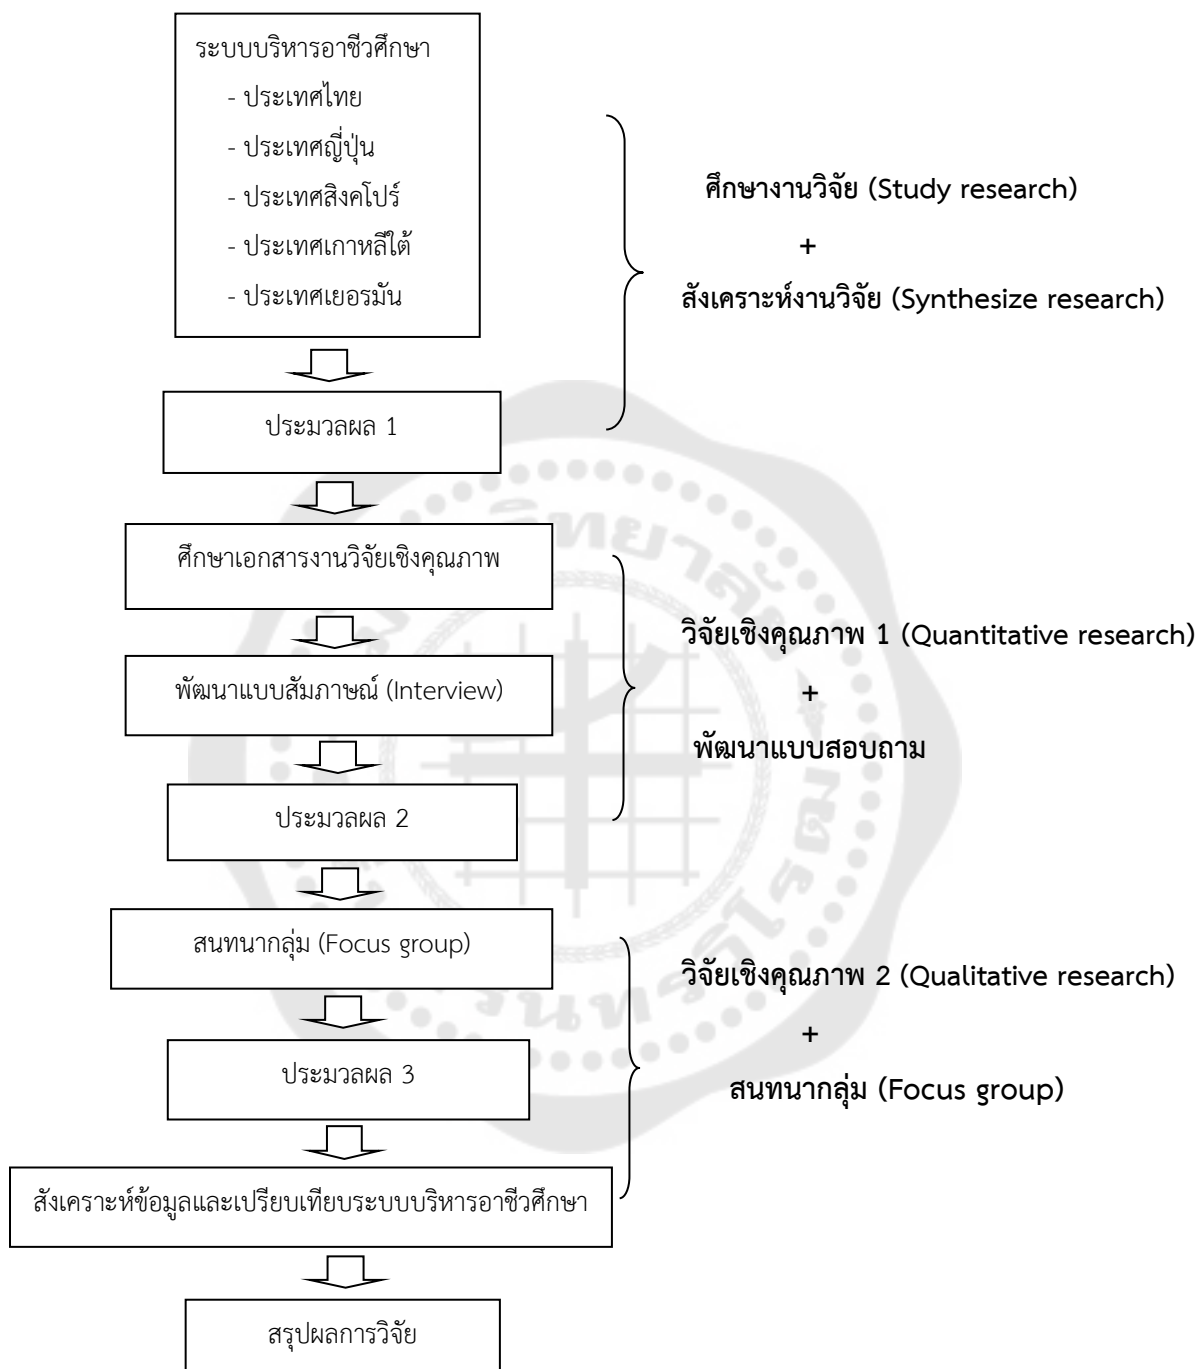 ระบบบริหารอาชีวศึกษา
- ประเทศไทย
- ประเทศญี่ปุ่น
- ประเทศสิงคโปร์
- ประเทศเกาหลีใต้
- ประเทศเยอรมัน
ศึกษางานวิจัย (Study research)
+
สังเคราะห์งานวิจัย (Synthesize research)
ประมวลผล 1
ศึกษาเอกสารงานวิจัยเชิงคุณภาพ
พัฒนาแบบสัมภาษณ์ (Interview)
ประมวลผล 2
วิจัยเชิงคุณภาพ 1 (Quantitative research)
+
พัฒนาแบบสอบถาม
สนทนากลุ่ม (Focus group)
ประมวลผล 3
สังเคราะห์ข้อมูลและเปรียบเทียบระบบบริหารอาชีวศึกษา
วิจัยเชิงคุณภาพ 2 (Qualitative research)
+
สนทนากลุ่ม (Focus group)
สรุปผลการวิจัย